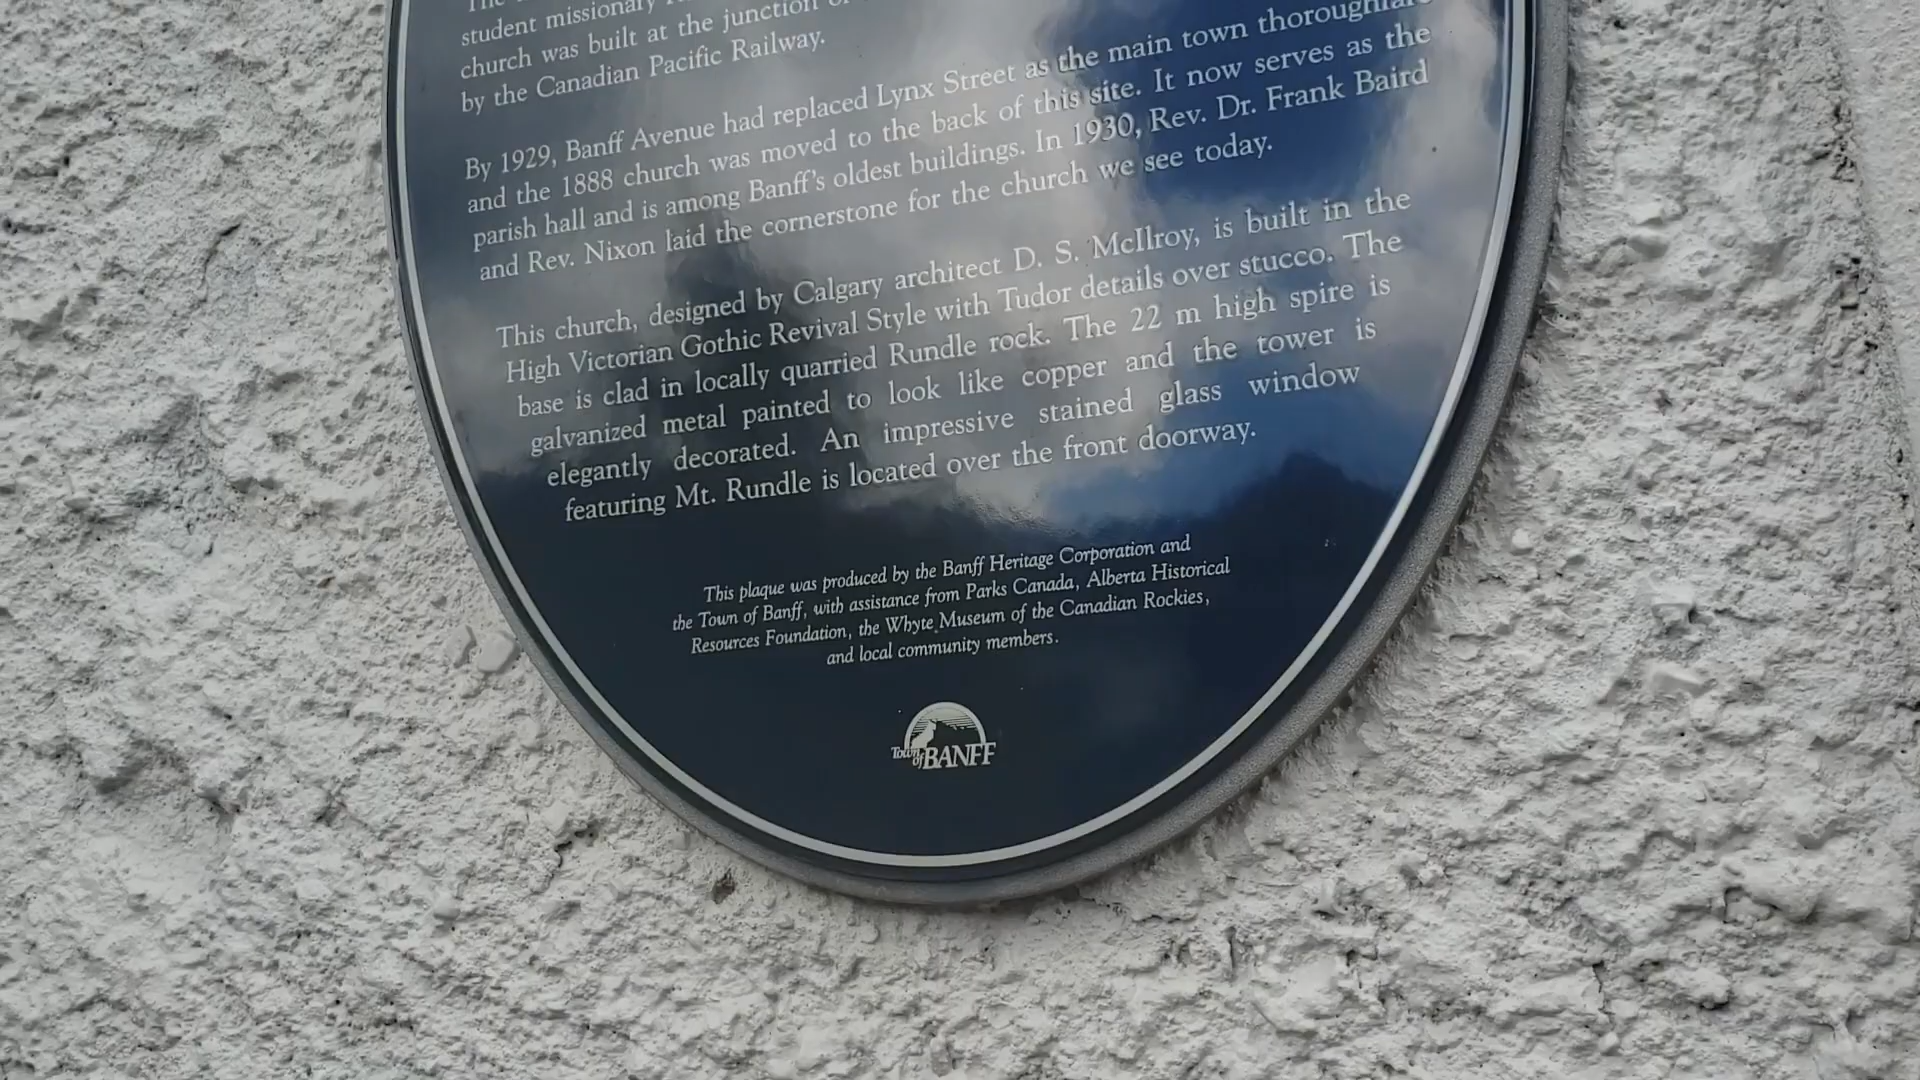 The
student missionary
church was built at the junction
by the Canadian Pacific Railway.
By 1929, Banff Avenue had replaced Lynx Street as the main town
and the 1888 church was moved to the back of this site. It now serves as the
parish hall and is among Banff's oldest buildings. In 1930, Rev. Dr. Frank Baird
and Rev. Nixon laid the cornerstone for the church we see today.
This church, designed by Calgary architect D. S. McIlroy, is built in the
High Victorian Gothic Revival Style with Tudor details over stucco. The
base is clad in locally quarried Rundle rock. The 22 m high spire is
galvanized metal painted to look like copper and the tower is
elegantly decorated. An impressive stained glass window
featuring Mt. Rundle is located over the front doorway.
This plaque was produced by the Banff Heritage Corporation and
the Town of Banff, with assistance from Parks Canada, Alberta Historical
Resources Foundation, the Whyte Museum of the Canadian Rockies,
and local community members.
Town of BANFF